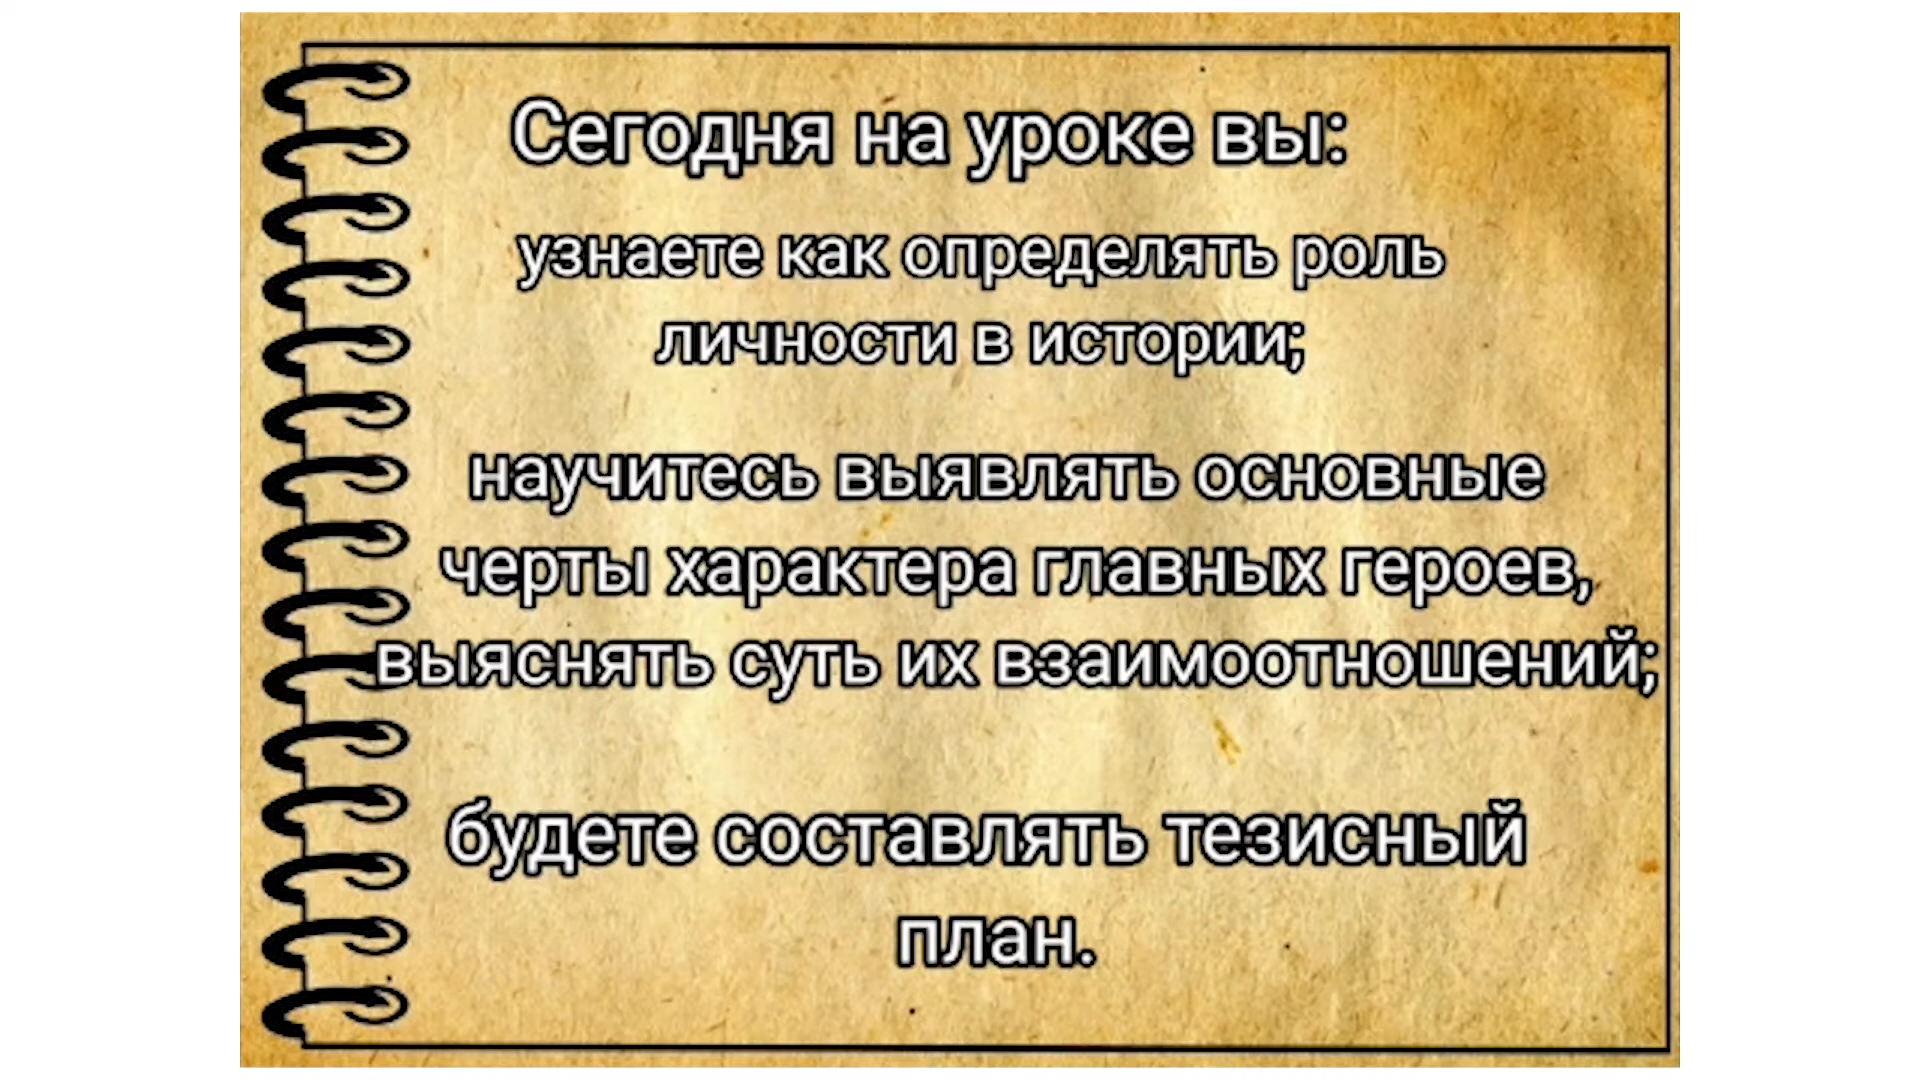 Сегодня на уроке вы:
узнаете как определять роль
личности в истории;
научитесь выявлять основные
черты характера главных героев,
выяснять суть их взаимоотношений;
будете составлять тезисный
план.